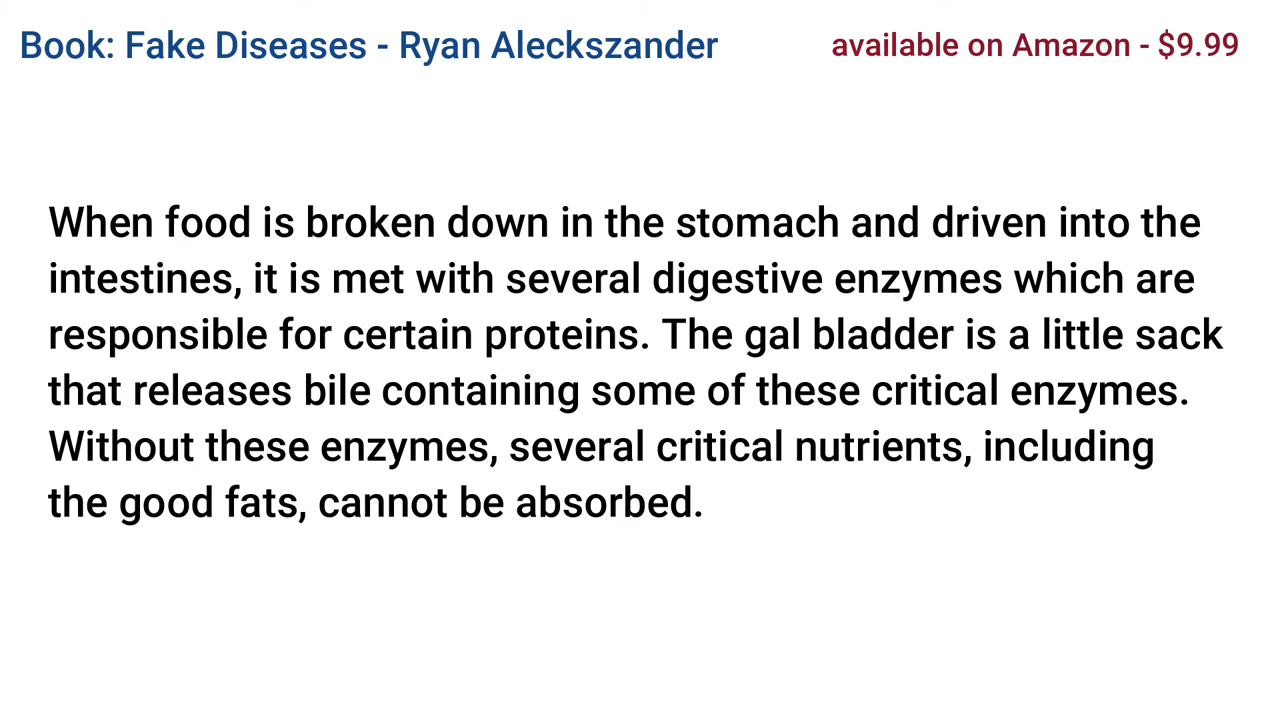 Book: Fake Diseases - Ryan Aleckszander
available on Amazon - $9.99
When food is broken down in the stomach and driven into the
intestines, it is met with several digestive enzymes which are
responsible for certain proteins. The gal bladder is a little sack
that releases bile containing some of these critical enzymes.
Without these enzymes, several critical nutrients, including
the good fats, cannot be absorbed.